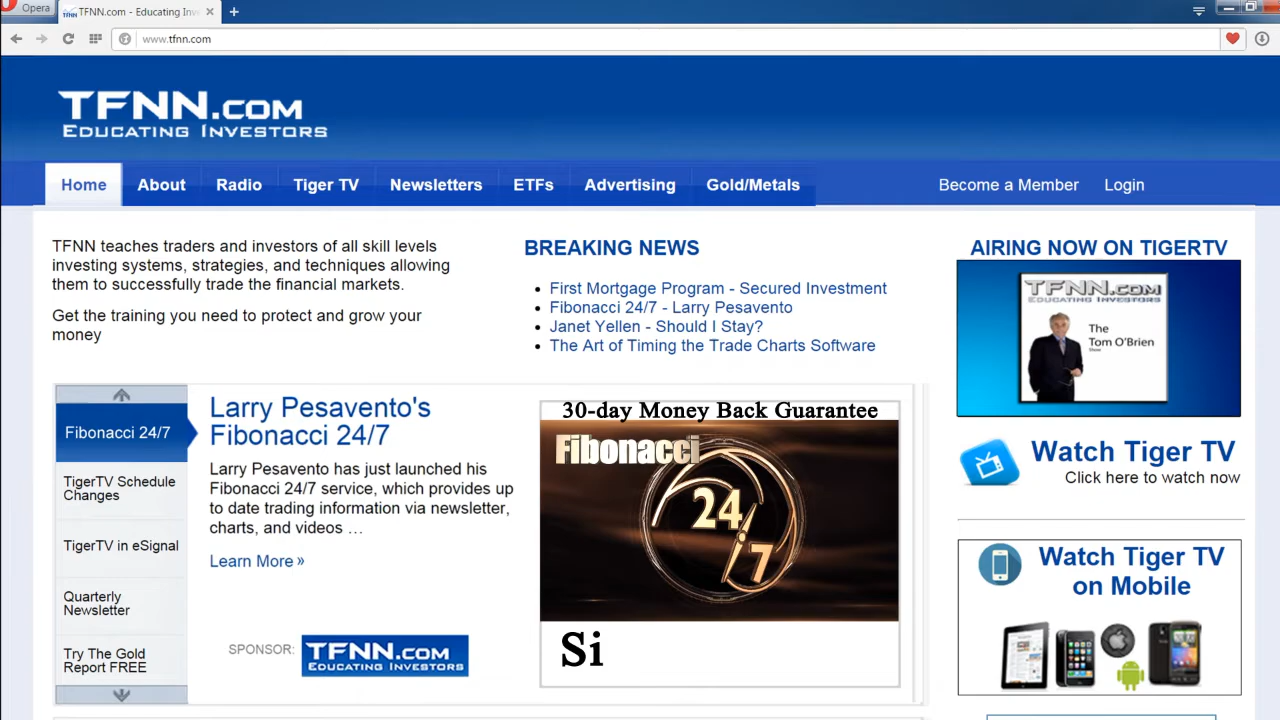 Opera
TFNN.com - Educating Inv
www.tfnn.com
TFNN.COM
EDUCATING INVESTORS
Home
About
Radio
Tiger TV
Newsletters
ETFs
Advertising
Gold/Metals
Become a Member
Login
TFNN teaches traders and investors of all skill levels
investing systems, strategies, and techniques allowing
them to successfully trade the financial markets.
Get the training you need to protect and grow your
money
BREAKING NEWS
First Mortgage Program - Secured Investment
Fibonacci 24/7 - Larry Pesavento
Janet Yellen - Should I Stay?
The Art of Timing the Trade Charts Software
AIRING NOW ON TIGERTV
TFNN.COM
EDUCATING INVESTORS
The
Tom O'Brien
Show
Watch Tiger TV
Click here to watch now
Watch Tiger TV
on Mobile
Fibonacci 24/7
TigerTV Schedule
Changes
TigerTV in eSignal
Quarterly
Newsletter
Try The Gold
Report FREE
Larry Pesavento's
Fibonacci 24/7
Larry Pesavento has just launched his
Fibonacci 24/7 service, which provides up
to date trading information via newsletter,
charts, and videos …
Learn More »
SPONSOR:
TFNN.COM
EDUCATING INVESTORS
30-day Money Back Guarantee
Fibonacci
24
7
Si